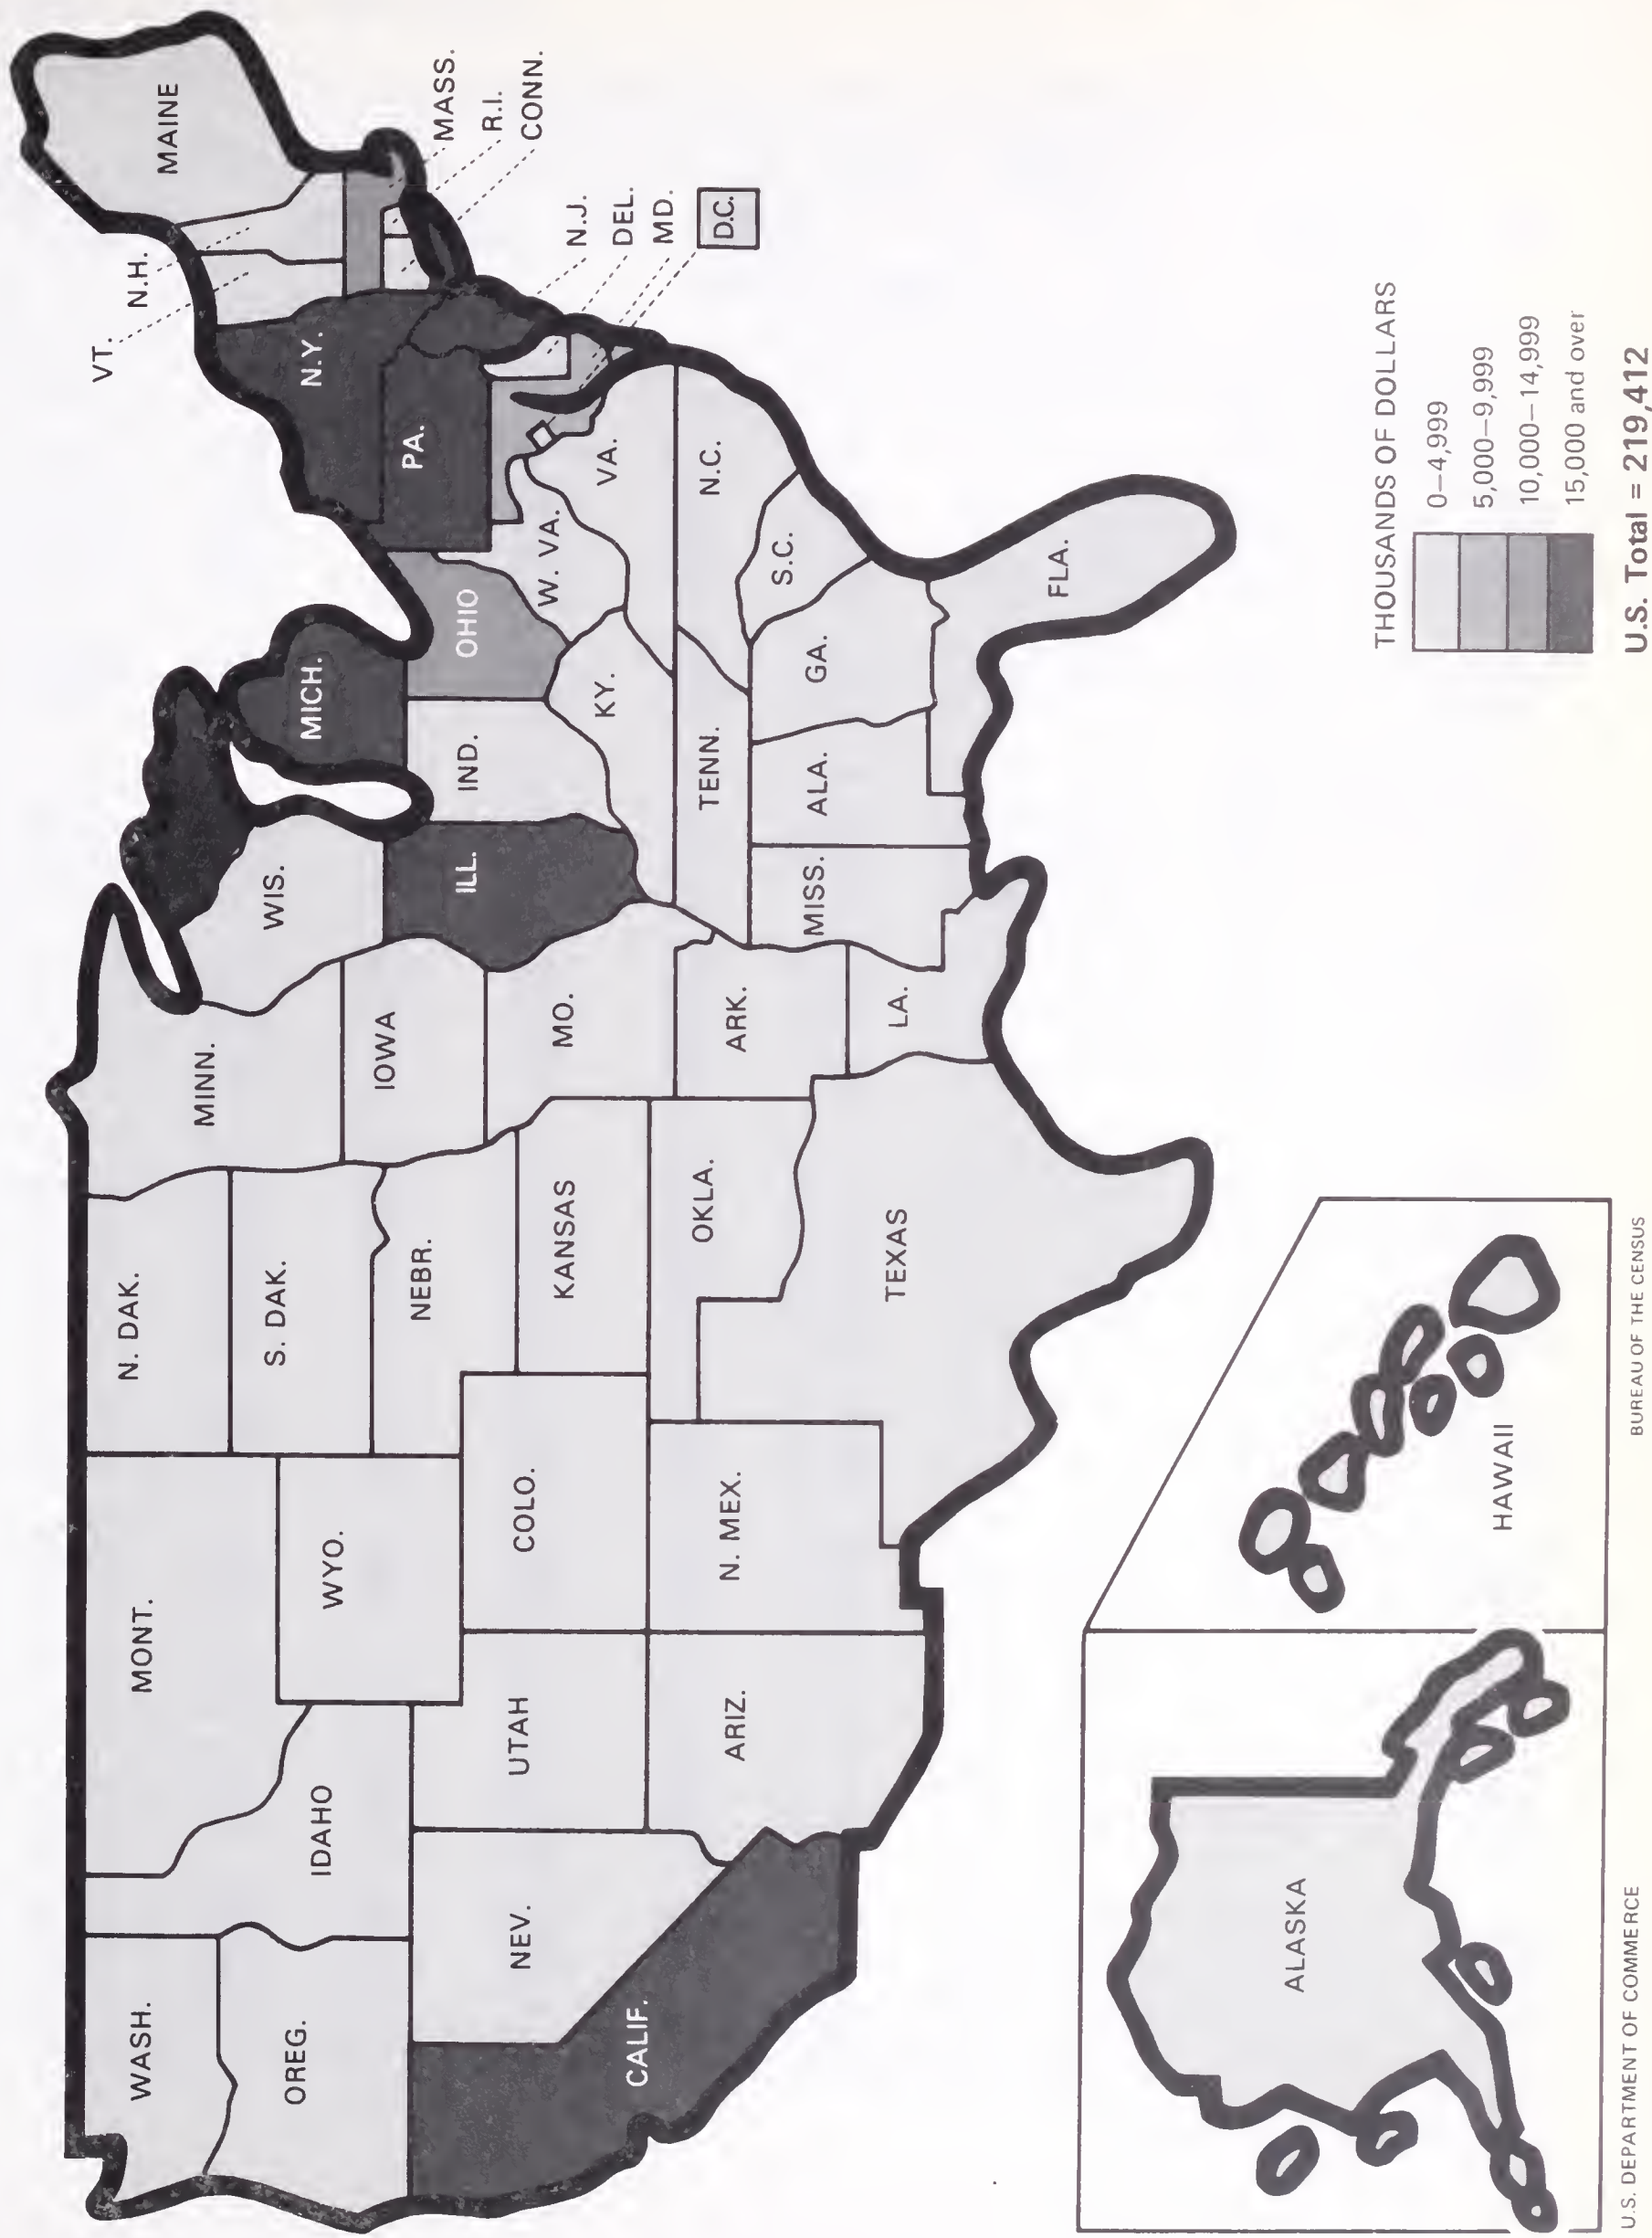 WASH.
OREG.
CALIF.
NEV.
IDAHO
MONT.
WYO.
UTAH
ARIZ.
COLO.
N. MEX.
N. DAK.
S. DAK.
NEBR.
KANSAS
OKLA.
TEXAS
MINN.
IOWA
MO.
ARK.
LA.
WIS.
ILL.
MICH.
IND.
OHIO
KY.
TENN.
MISS.
ALA.
GA.
FLA.
S.C.
N.C.
VA.
W. VA.
PA.
N.Y.
VT.
N.H.
MAINE
MASS.
R.I.
CONN.
N.J.
DEL.
MD.
D.C.
ALASKA
HAWAII
THOUSANDS OF DOLLARS
0–4,999
5,000–9,999
10,000–14,999
15,000 and over
U.S. Total = 219,412
U.S. DEPARTMENT OF COMMERCE
BUREAU OF THE CENSUS